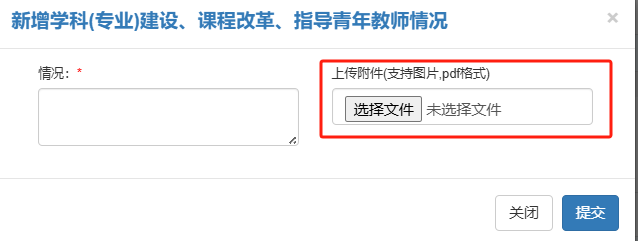 新增学科(专业)建设、课程改革、指导青年教师情况
×
情况：*
上传附件(支持图片,pdf格式)
选择文件 未选择文件
关闭 提交